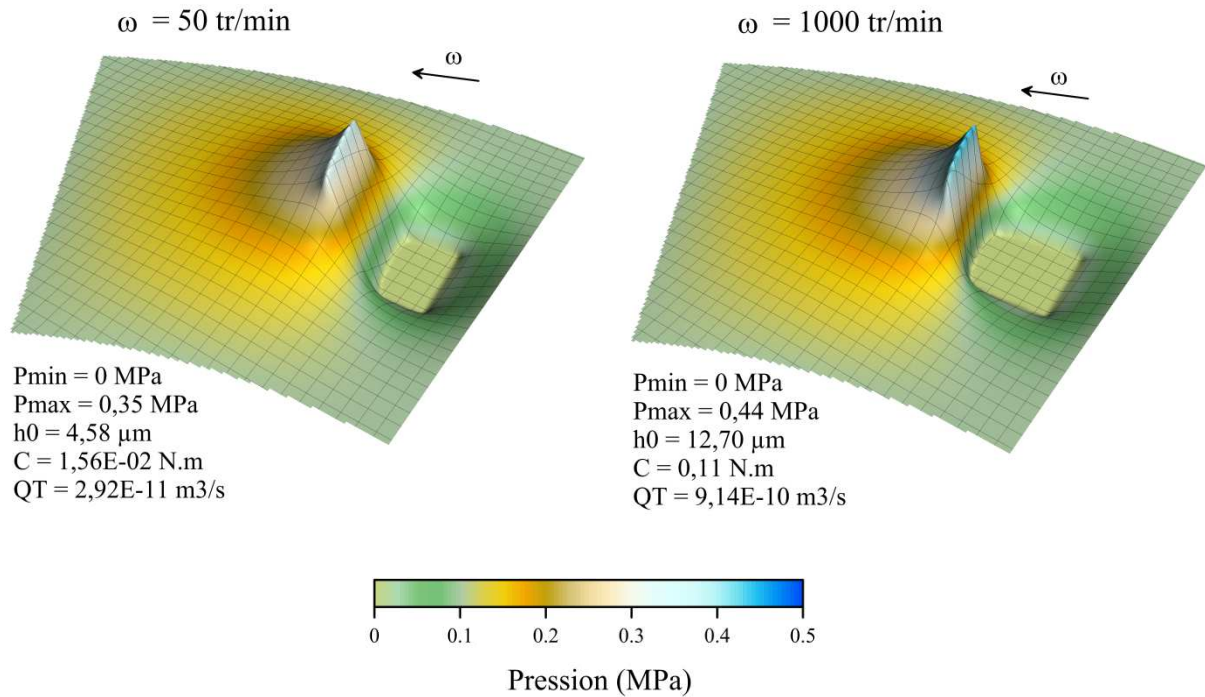 ω = 50 tr/min
ω
Pmin = 0 MPa
Pmax = 0,35 MPa
h0 = 4,58 µm
C = 1,56E-02 N.m
QT = 2,92E-11 m3/s
ω = 1000 tr/min
ω
Pmin = 0 MPa
Pmax = 0,44 MPa
h0 = 12,70 µm
C = 0,11 N.m
QT = 9,14E-10 m3/s
0 0.1 0.2 0.3 0.4 0.5
Pression (MPa)